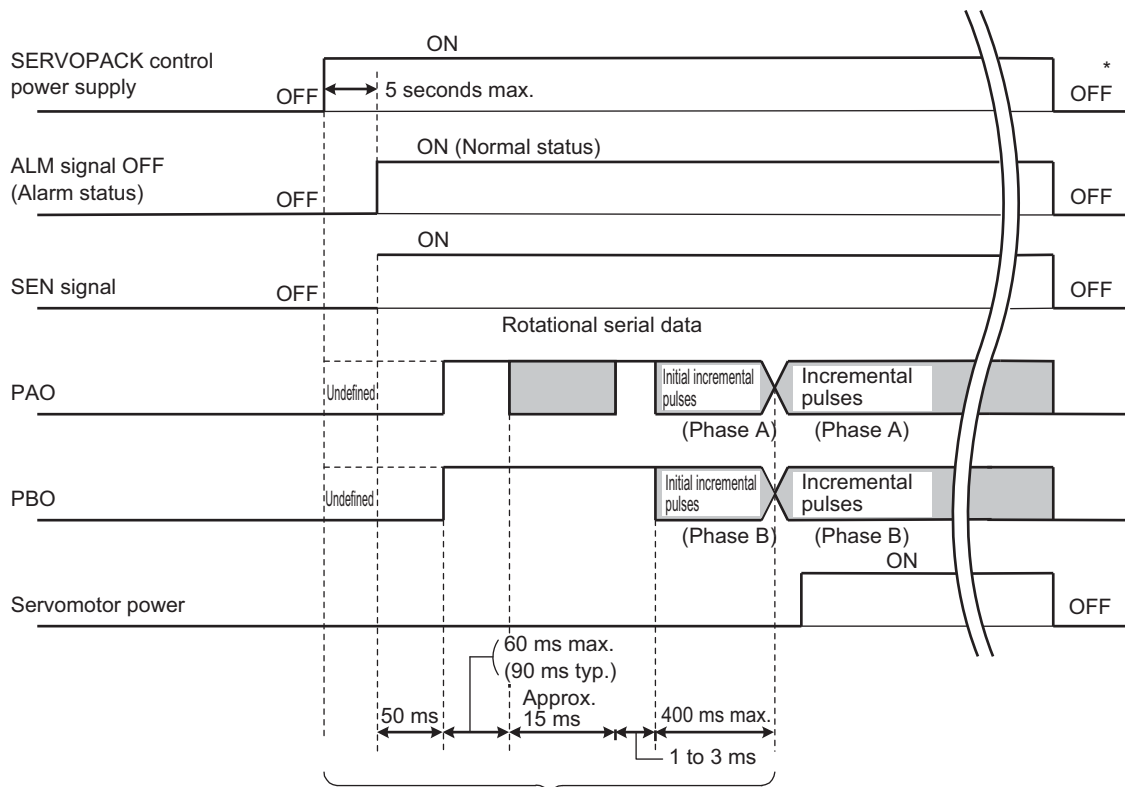 ON
SERVOPACK control
power supply
OFF
5 seconds max.
*
OFF
ALM signal OFF
(Alarm status)
ON (Normal status)
OFF
OFF
ON
SEN signal
OFF
OFF
Rotational serial data
PAO
Undefined
Initial incremental
pulses
Incremental
pulses
(Phase A)
(Phase A)
PBO
Undefined
Initial incremental
pulses
Incremental
pulses
(Phase B)
(Phase B)
ON
Servomotor power
OFF
60 ms max.
(90 ms typ.)
Approx.
50 ms
15 ms
400 ms max.
1 to 3 ms